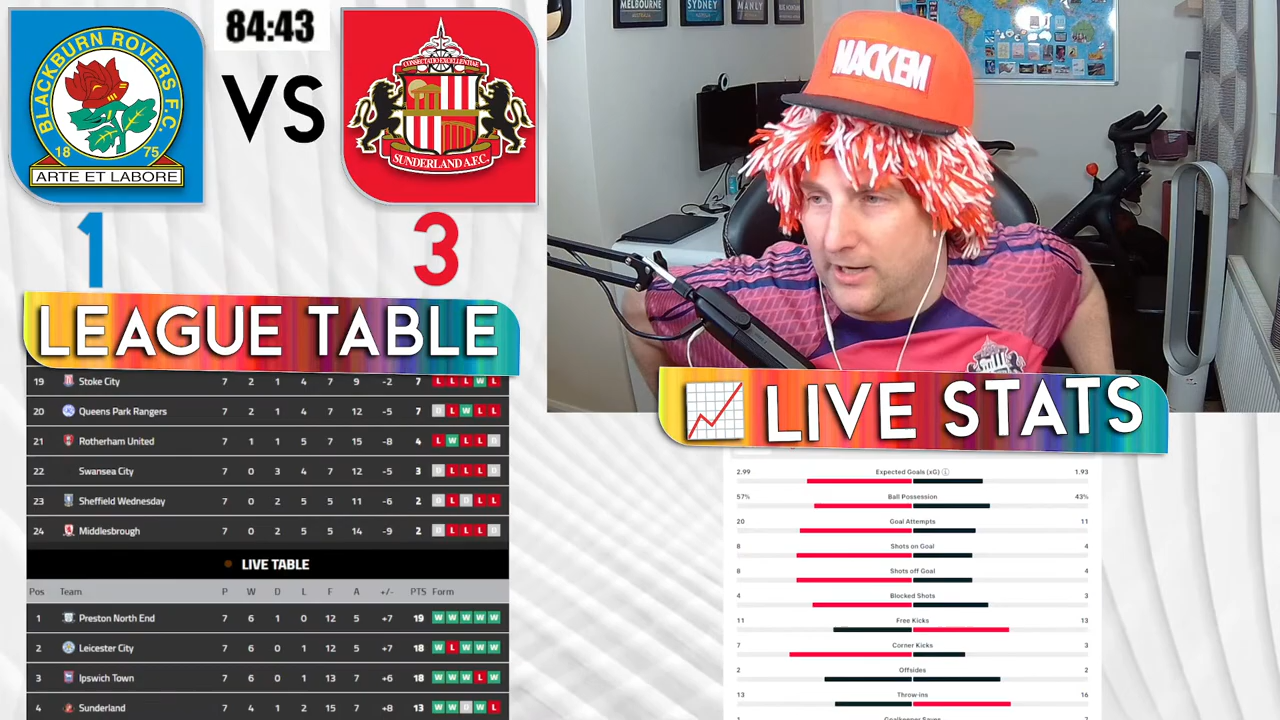 BLACKBURN ROVERS F.C.
18 75
ARTE ET LABORE
84:43
VS
CONSECTATIO EXCELLENTIAE
SUNDERLAND A.F.C.
1
3
MELBOURNE
AUSTRALIA
SYDNEY
AUSTRALIA
MANLY
MACKEM
LEAGUE TABLE
19 Stoke City 7 2 1 4 7 9 -2 7 L L L W L
20 Queens Park Rangers 7 2 1 4 7 12 -5 7 D L W L L
21 Rotherham United 7 1 1 5 7 15 -8 4 L W L L D
22 Swansea City 7 0 3 4 7 12 -5 3 D L L L D
23 Sheffield Wednesday 7 0 2 5 5 11 -6 2 D L D L L
24 Middlesbrough 7 0 2 5 5 14 -9 2 D L L L D
LIVE TABLE
Pos Team P W D L F A +/- PTS Form
1 Preston North End 7 6 1 0 12 5 +7 19 W W W W W
2 Leicester City 7 6 0 1 12 5 +7 18 W L W W W
3 Ipswich Town 7 6 0 1 13 7 +6 18 W W W L W
4 Sunderland 7 4 1 2 15 7 +8 13 W W D W L
LIVE STATS
2.99 Expected Goals (xG) 1.93
57% Ball Possession 43%
20 Goal Attempts 11
8 Shots on Goal 4
8 Shots off Goal 4
4 Blocked Shots 3
11 Free Kicks 13
7 Corner Kicks 3
2 Offsides 2
13 Throw-ins 16
Goalkeeper Saves